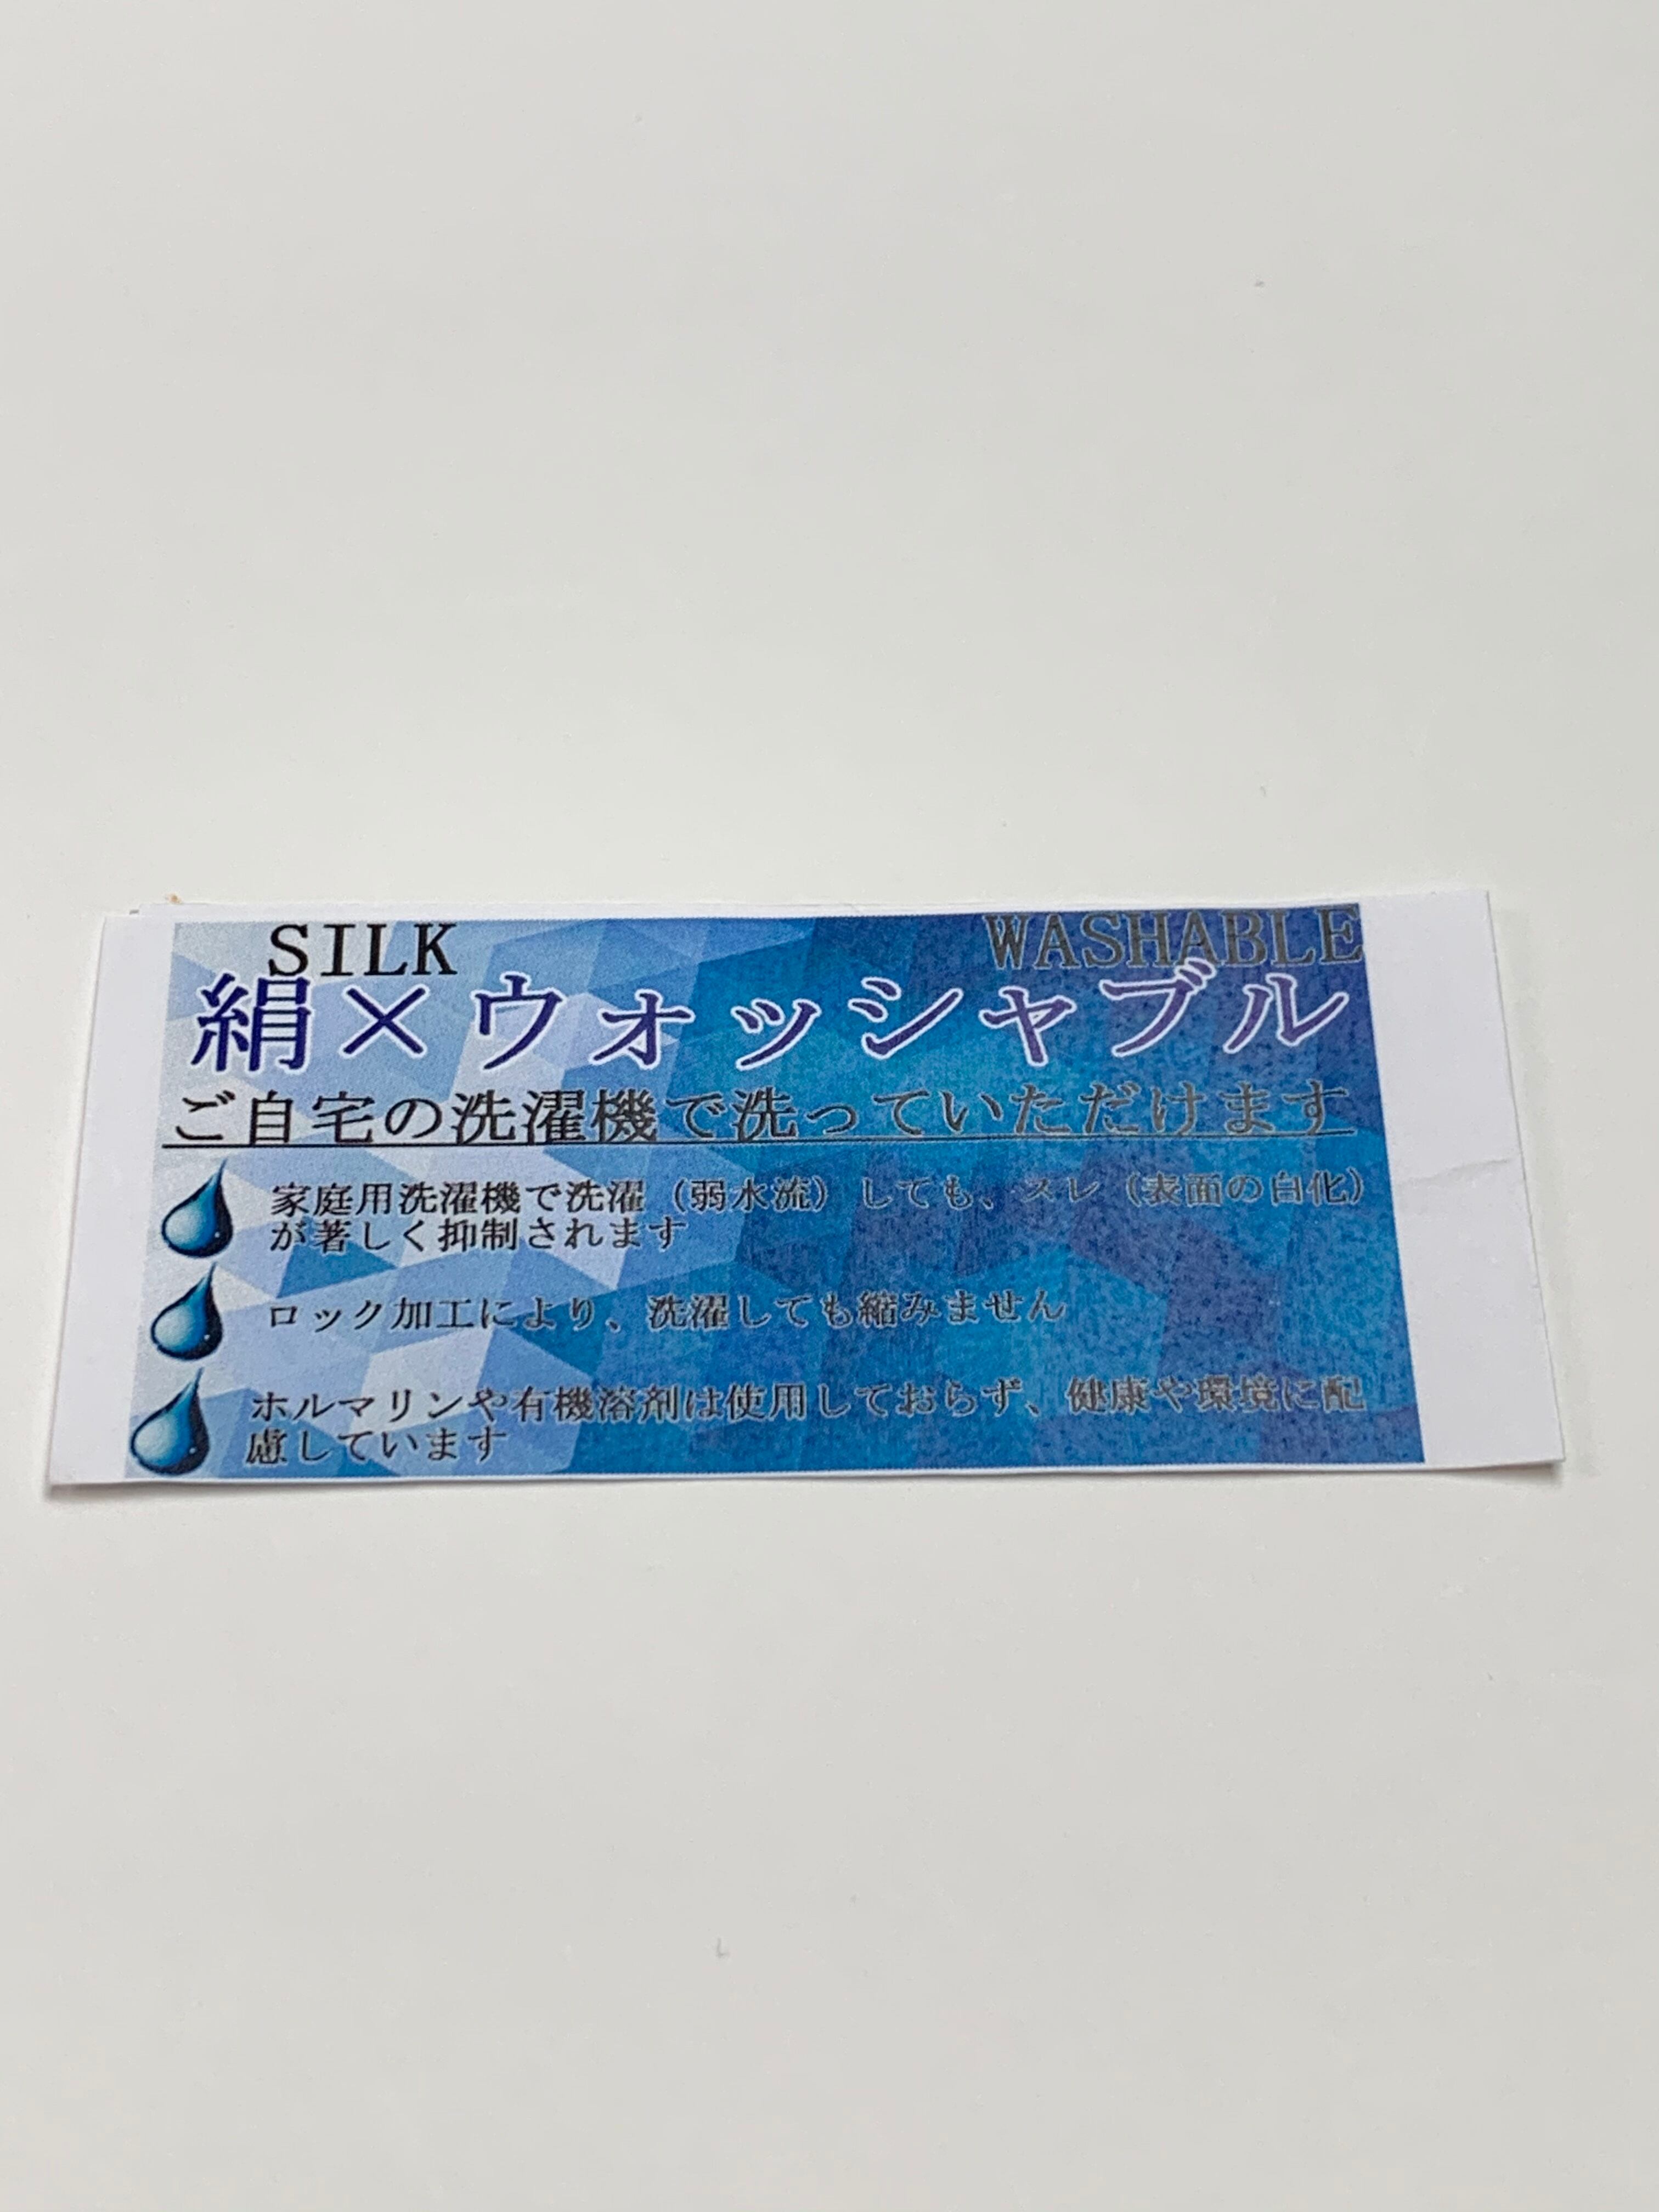 SILK WASHABLE
絹×ウォッシャブル
ご自宅の洗濯機で洗っていただけます
家庭用洗濯機で洗濯（弱水流）しても、スレ（表面の白化）
が著しく抑制されます
ロック加工により、洗濯しても縮みません
ホルマリンや有機溶剤は使用しておらず、健康や環境に配
慮しています